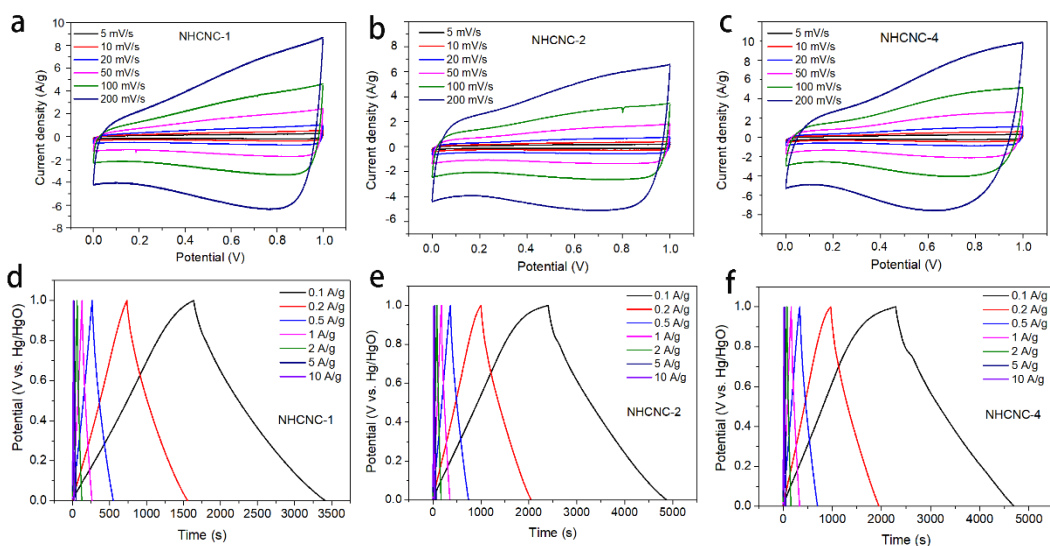 a
NHCNC-1
5 mV/s
10 mV/s
20 mV/s
50 mV/s
100 mV/s
200 mV/s
Current density (A/g)
10
8
6
4
2
0
-2
-4
-6
-8
0.0 0.2 0.4 0.6 0.8 1.0
Potential (V)
b
NHCNC-2
5 mV/s
10 mV/s
20 mV/s
50 mV/s
100 mV/s
200 mV/s
Current density (A/g)
8
6
4
2
0
-2
-4
-6
0.0 0.2 0.4 0.6 0.8 1.0
Potential (V)
c
NHCNC-4
5 mV/s
10 mV/s
20 mV/s
50 mV/s
100 mV/s
200 mV/s
Current density (A/g)
10
8
6
4
2
0
-2
-4
-6
-8
-10
0.0 0.2 0.4 0.6 0.8 1.0
Potential (V)
d
0.1 A/g
0.2 A/g
0.5 A/g
1 A/g
2 A/g
5 A/g
10 A/g
NHCNC-1
Potential (V vs. Hg/HgO)
1.0
0.8
0.6
0.4
0.2
0.0
0 500 1000 1500 2000 2500 3000 3500
Time (s)
e
0.1 A/g
0.2 A/g
0.5 A/g
1 A/g
2 A/g
5 A/g
10 A/g
NHCNC-2
Potential (V vs. Hg/HgO)
1.0
0.8
0.6
0.4
0.2
0.0
0 1000 2000 3000 4000 5000
Time (s)
f
0.1 A/g
0.2 A/g
0.5 A/g
1 A/g
2 A/g
5 A/g
10 A/g
NHCNC-4
Potential (V vs. Hg/HgO)
1.0
0.8
0.6
0.4
0.2
0.0
0 1000 2000 3000 4000 5000
Time (s)